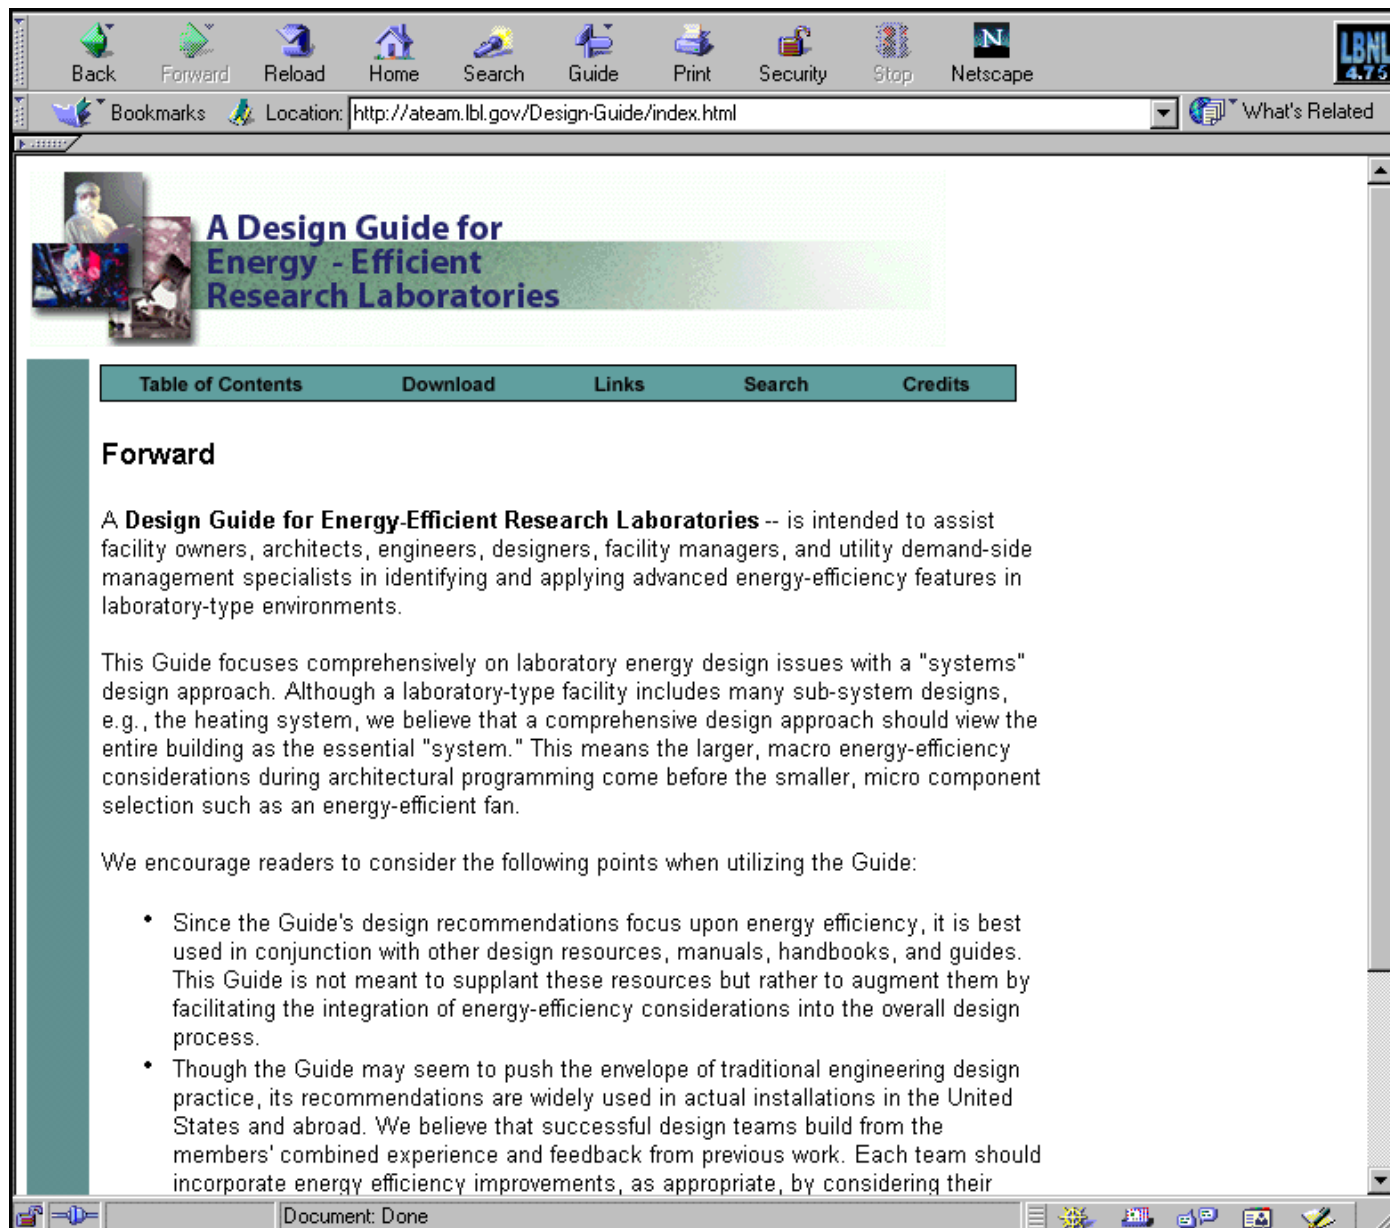 Back Forward Reload Home Search Guide Print Security Stop Netscape
N
LBNL
4.75
Bookmarks Location: http://ateam.lbl.gov/Design-Guide/index.html What's Related
A Design Guide for
Energy - Efficient
Research Laboratories
Table of Contents Download Links Search Credits
Forward
A Design Guide for Energy-Efficient Research Laboratories -- is intended to assist
facility owners, architects, engineers, designers, facility managers, and utility demand-side
management specialists in identifying and applying advanced energy-efficiency features in
laboratory-type environments.
This Guide focuses comprehensively on laboratory energy design issues with a "systems"
design approach. Although a laboratory-type facility includes many sub-system designs,
e.g., the heating system, we believe that a comprehensive design approach should view the
entire building as the essential "system." This means the larger, macro energy-efficiency
considerations during architectural programming come before the smaller, micro component
selection such as an energy-efficient fan.
We encourage readers to consider the following points when utilizing the Guide:
• Since the Guide's design recommendations focus upon energy efficiency, it is best
used in conjunction with other design resources, manuals, handbooks, and guides.
This Guide is not meant to supplant these resources but rather to augment them by
facilitating the integration of energy-efficiency considerations into the overall design
process.
• Though the Guide may seem to push the envelope of traditional engineering design
practice, its recommendations are widely used in actual installations in the United
States and abroad. We believe that successful design teams build from the
members' combined experience and feedback from previous work. Each team should
incorporate energy efficiency improvements, as appropriate, by considering their
Document: Done